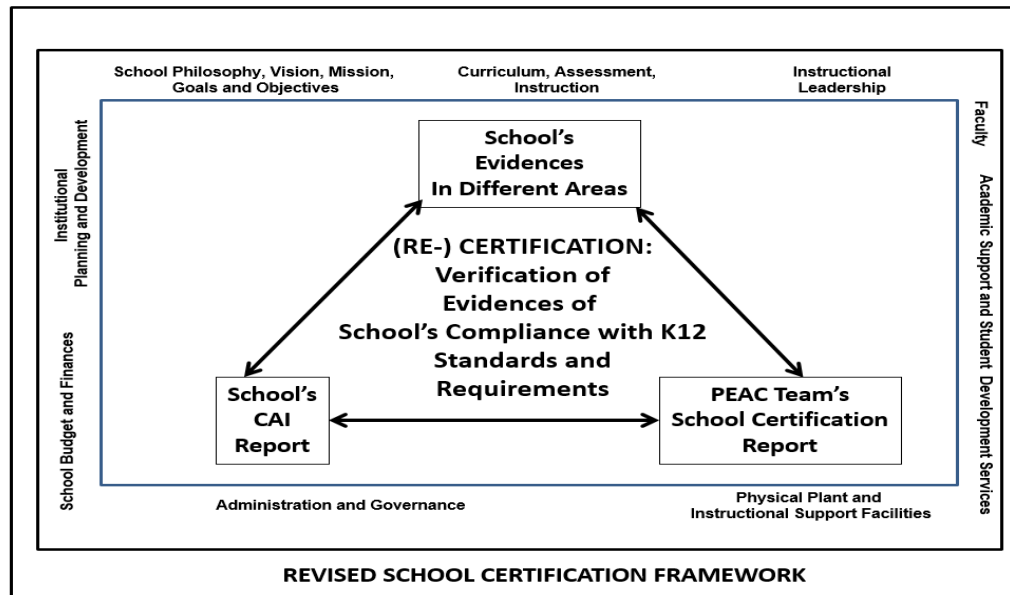 School Philosophy, Vision, Mission,
Goals and Objectives
Curriculum, Assessment,
Instruction
Instructional
Leadership
Institutional
Planning and Development
School Budget and Finances
Faculty
Academic Support and Student Development Services
School’s
Evidences
In Different Areas
(RE-) CERTIFICATION:
Verification of
Evidences of
School’s Compliance with K12
Standards and
Requirements
School’s
CAI
Report
PEAC Team’s
School Certification
Report
Administration and Governance
Physical Plant and
Instructional Support Facilities
REVISED SCHOOL CERTIFICATION FRAMEWORK